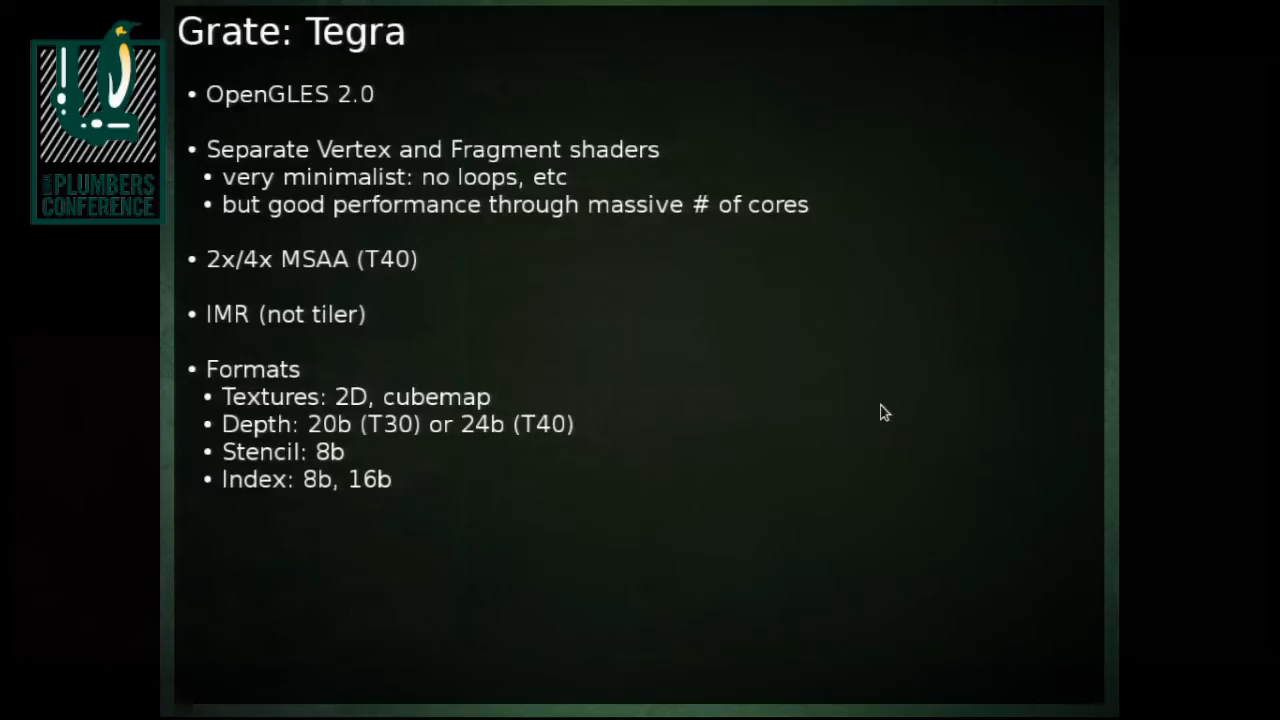 Grate: Tegra
• OpenGLES 2.0
• Separate Vertex and Fragment shaders
• very minimalist: no loops, etc
• but good performance through massive # of cores
• 2x/4x MSAA (T40)
• IMR (not tiler)
• Formats
• Textures: 2D, cubemap
• Depth: 20b (T30) or 24b (T40)
• Stencil: 8b
• Index: 8b, 16b
PLUMBERS
CONFERENCE